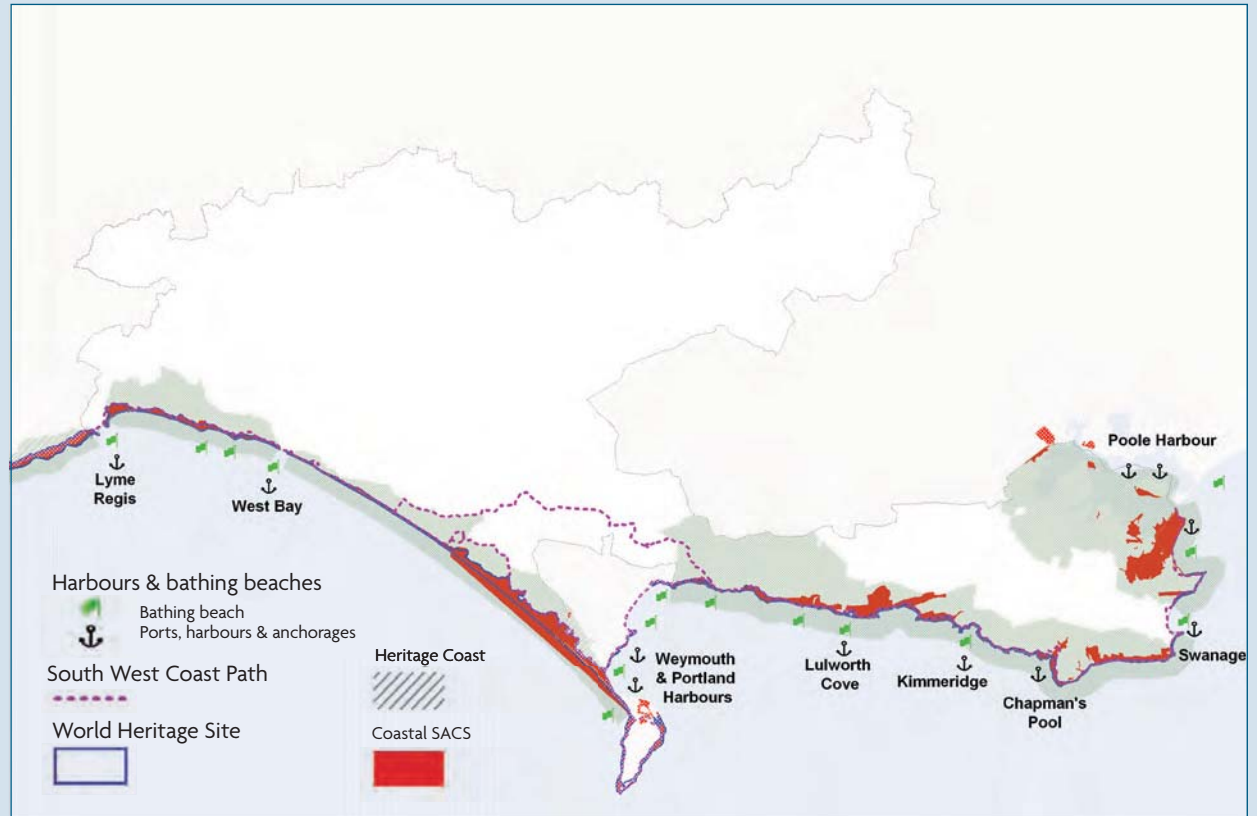 Poole Harbour
Lyme
Regis
West Bay
Weymouth
& Portland
Harbours
Lulworth
Cove
Kimmeridge
Chapman's
Pool
Swanage
Harbours & bathing beaches
Bathing beach
Ports, harbours & anchorages
South West Coast Path
World Heritage Site
Heritage Coast
Coastal SACS